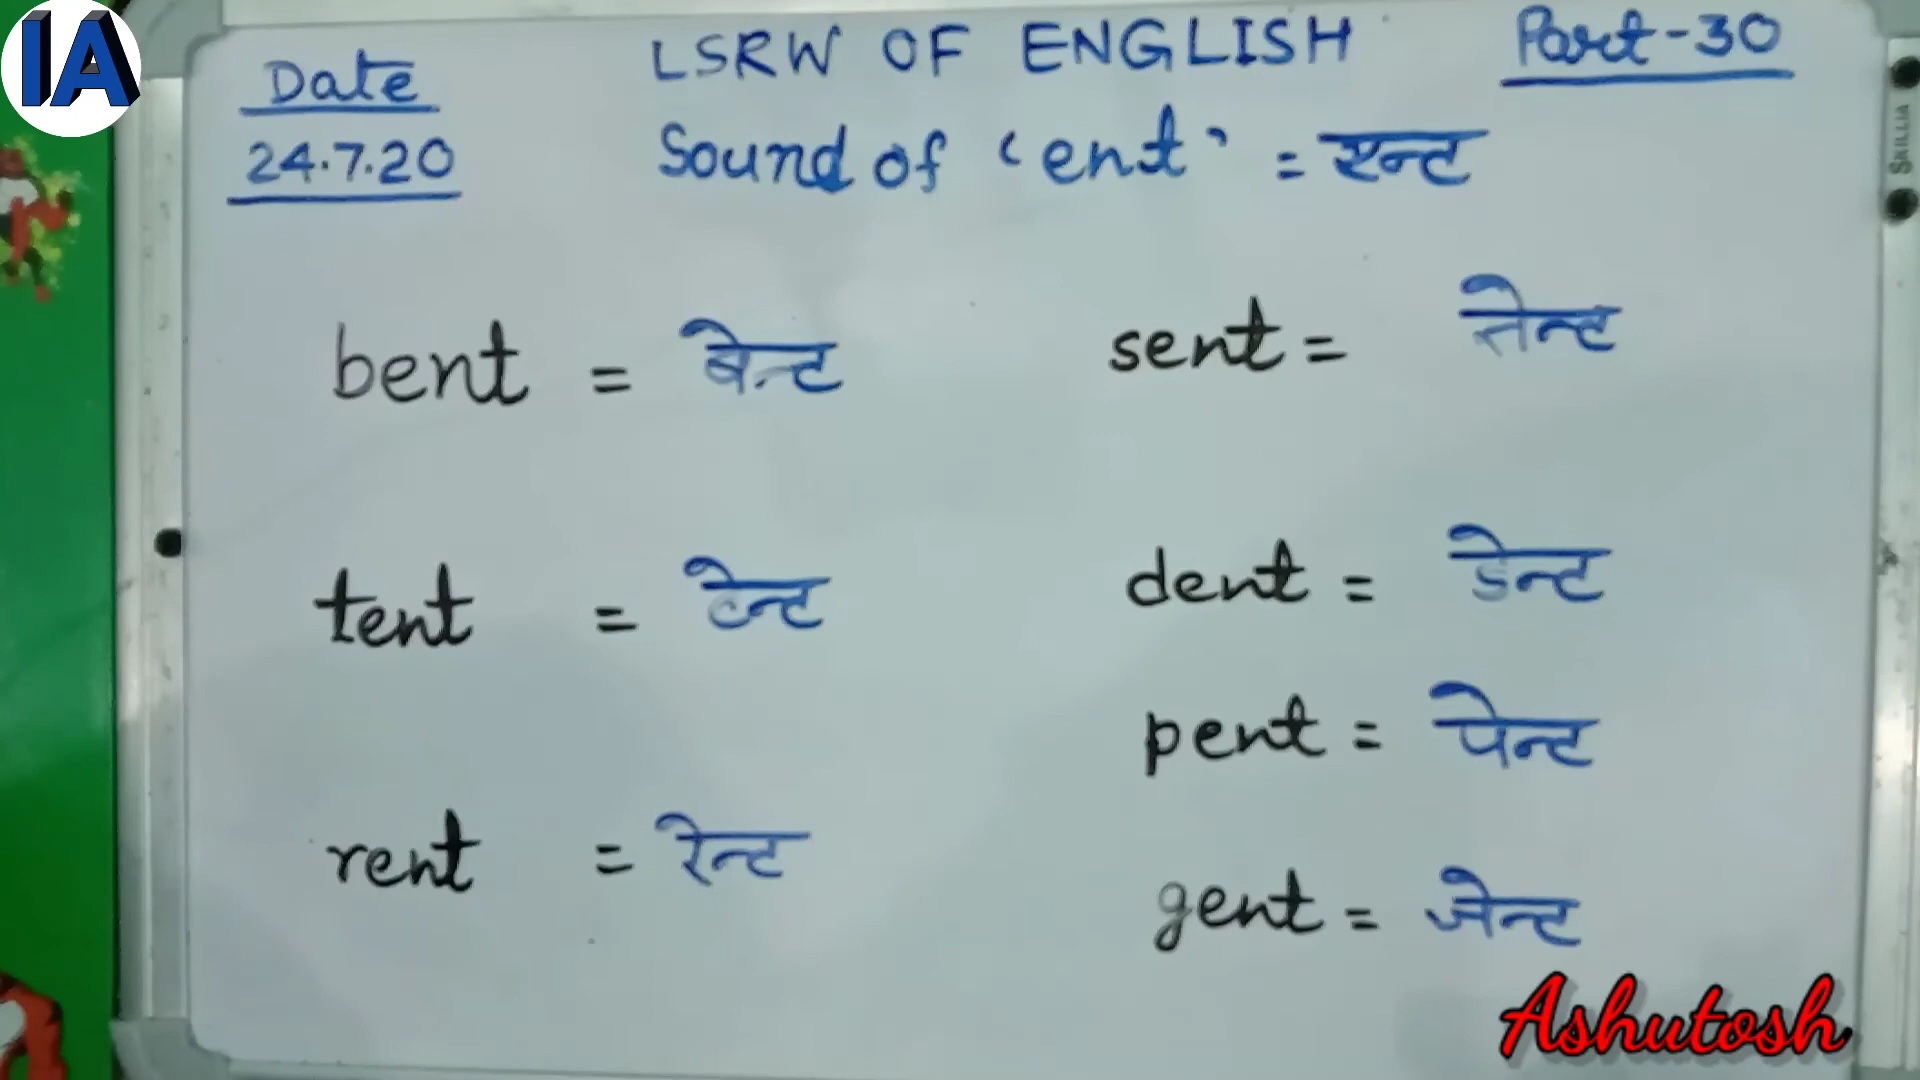 IA
LSRW OF ENGLISH
Part-30
Date
24.7.20
Sound of 'ent' = एन्ट
bent = बेन्ट
sent = सेन्ट
tent = टेन्ट
dent = डेन्ट
pent = पेन्ट
rent = रेन्ट
gent = जेन्ट
SKILLIA
Ashutosh